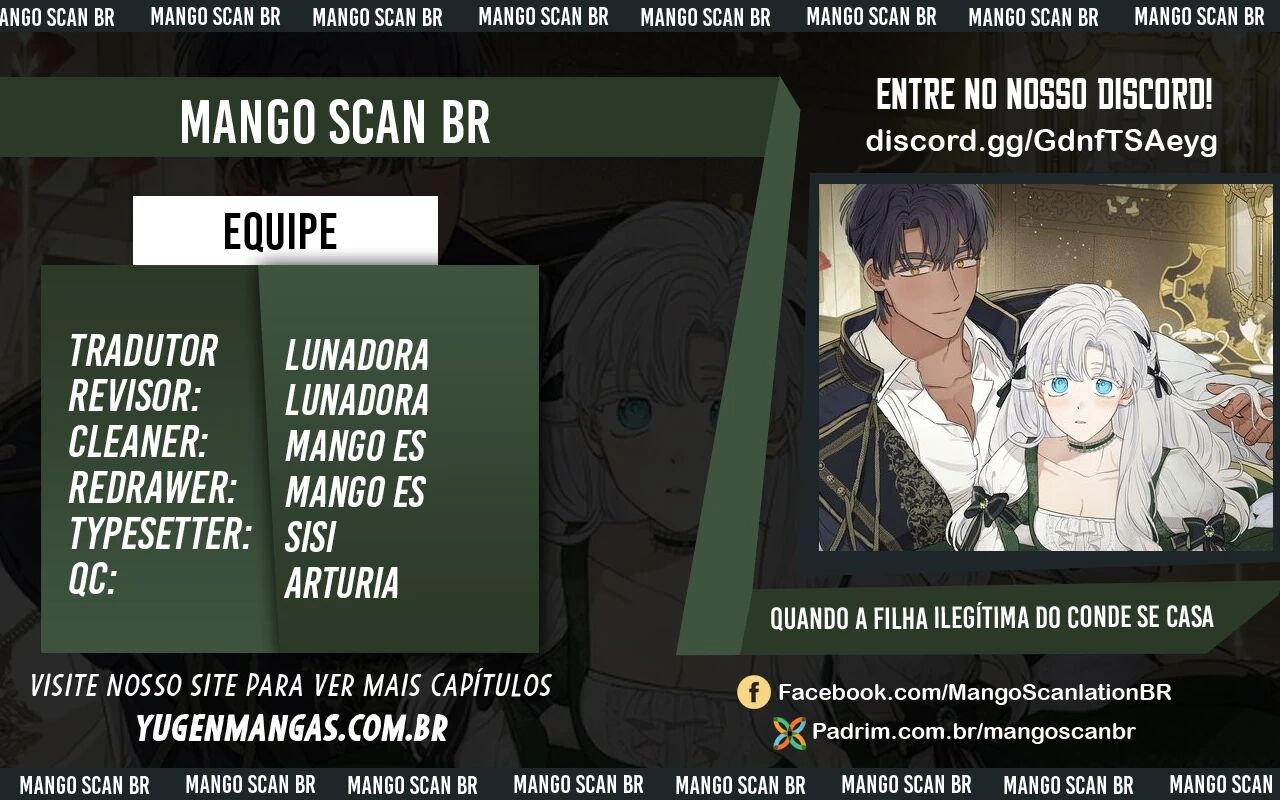 ANGO SCAN BR MANGO SCAN BR MANGO SCAN BR MANGO SCAN BR MANGO SCAN BR MANGO SCAN BR MANGO SCAN BR MANGO SCAN BR
MANGO SCAN BR
EQUIPE
TRADUTOR LUNADORA
REVISOR: LUNADORA
CLEANER: MANGO ES
REDRAWER: MANGO ES
TYPESETTER: SISI
QC: ARTURIA
VISITE NOSSO SITE PARA VER MAIS CAPÍTULOS
YUGENMANGAS.COM.BR
ENTRE NO NOSSO DISCORD!
discord.gg/GdnfTSAeyg
QUANDO A FILHA ILEGÍTIMA DO CONDE SE CASA
f Facebook.com/MangoScanlationBR
Padrim.com.br/mangoscanbr
MANGO SCAN BR MANGO SCAN BR MANGO SCAN BR MANGO SCAN BR MANGO SCAN BR MANGO SCAN BR MANGO SCAN BR MANGO SCAN